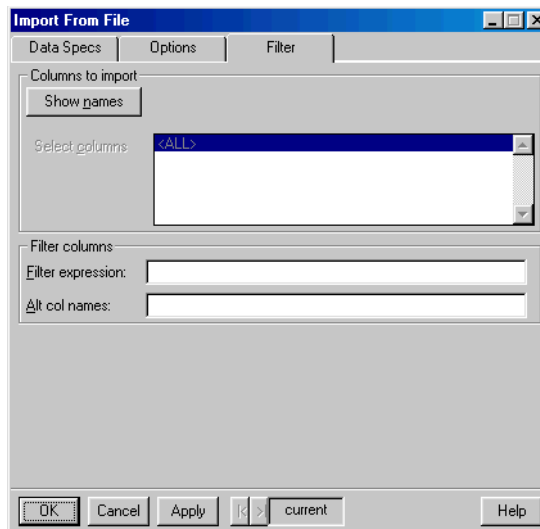 Import From File
Data Specs Options Filter
Columns to import
Show names
Select columns <ALL>
Filter columns
Filter expression:
Alt col names:
OK Cancel Apply |< > current Help